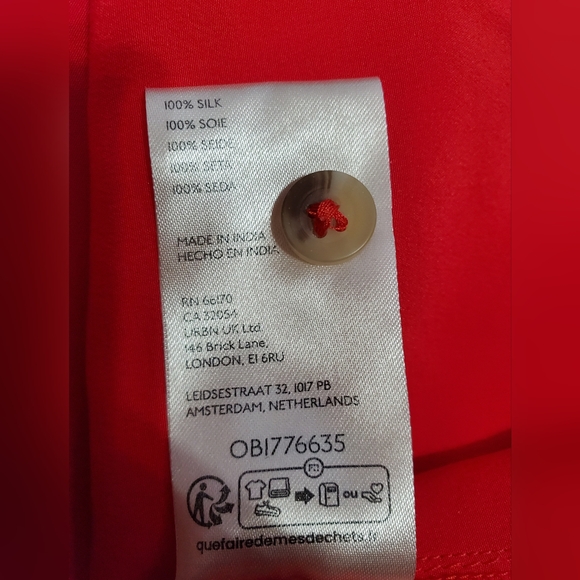 100% SILK
100% SOIE
100% SEIDE
100% SETA
100% SEDA
MADE IN INDIA
HECHO EN INDIA
RN 66170
CA 32054
URBN UK Ltd.
146 Brick Lane,
LONDON, E1 6RU
LEIDSESTRAAT 32, 1017 PB
AMSTERDAM, NETHERLANDS
OB1776635
FR
ou
quefairedemesdechets.fr